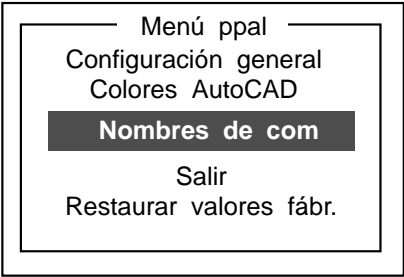 Menú ppal
Configuración general
Colores AutoCAD
Nombres de com
Salir
Restaurar valores fábr.